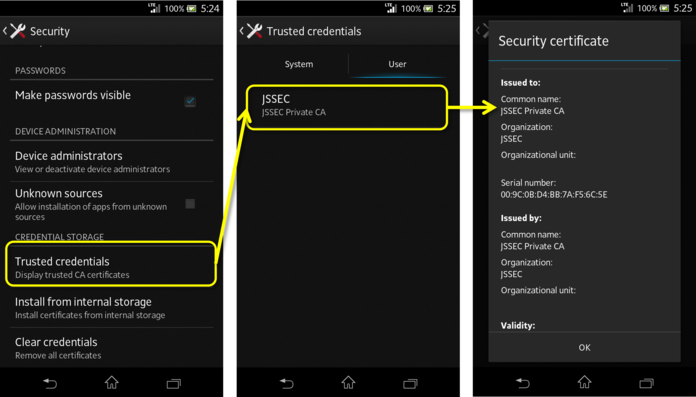 LTE 100% 5:24
Security
PASSWORDS
Make passwords visible
DEVICE ADMINISTRATION
Device administrators
View or deactivate device administrators
Unknown sources
Allow installation of apps from unknown
sources
CREDENTIAL STORAGE
Trusted credentials
Display trusted CA certificates
Install from internal storage
Install certificates from internal storage
Clear credentials
Remove all certificates
LTE 100% 5:25
Trusted credentials
System User
JSSEC
JSSEC Private CA
LTE 100% 5:25
Security certificate
Issued to:
Common name:
JSSEC Private CA
Organization:
JSSEC
Organizational unit:
Serial number:
00:9C:0B:D4:BB:7A:F5:6C:5E
Issued by:
Common name:
JSSEC Private CA
Organization:
JSSEC
Organizational unit:
Validity:
OK